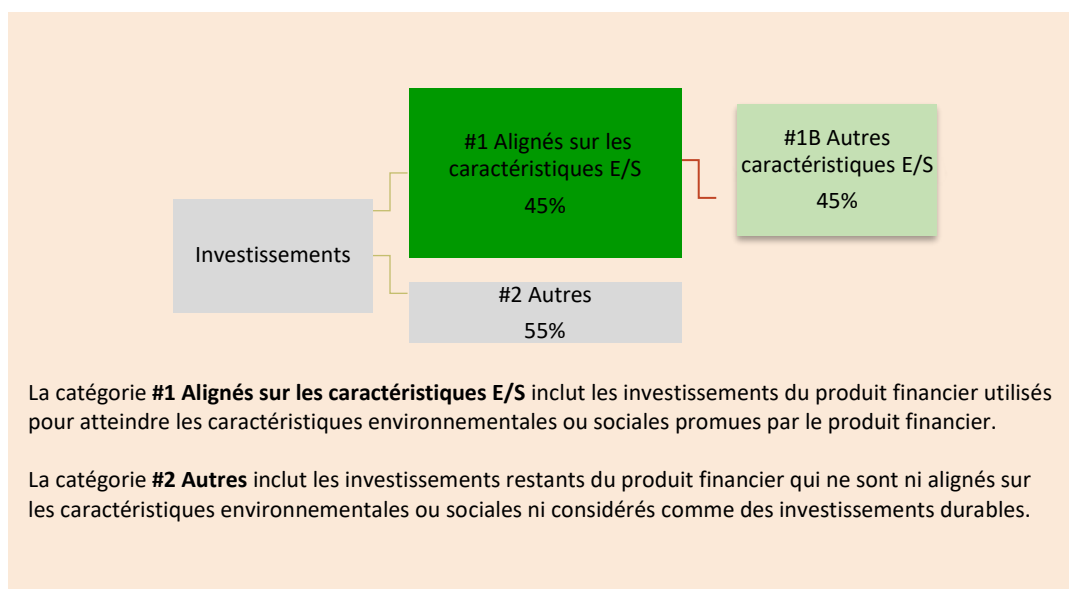 #1 Alignés sur les
caractéristiques E/S
45%
#1B Autres
caractéristiques E/S
45%
Investissements
#2 Autres
55%
La catégorie #1 Alignés sur les caractéristiques E/S inclut les investissements du produit financier utilisés
pour atteindre les caractéristiques environnementales ou sociales promues par le produit financier.
La catégorie #2 Autres inclut les investissements restants du produit financier qui ne sont ni alignés sur
les caractéristiques environnementales ou sociales ni considérés comme des investissements durables.